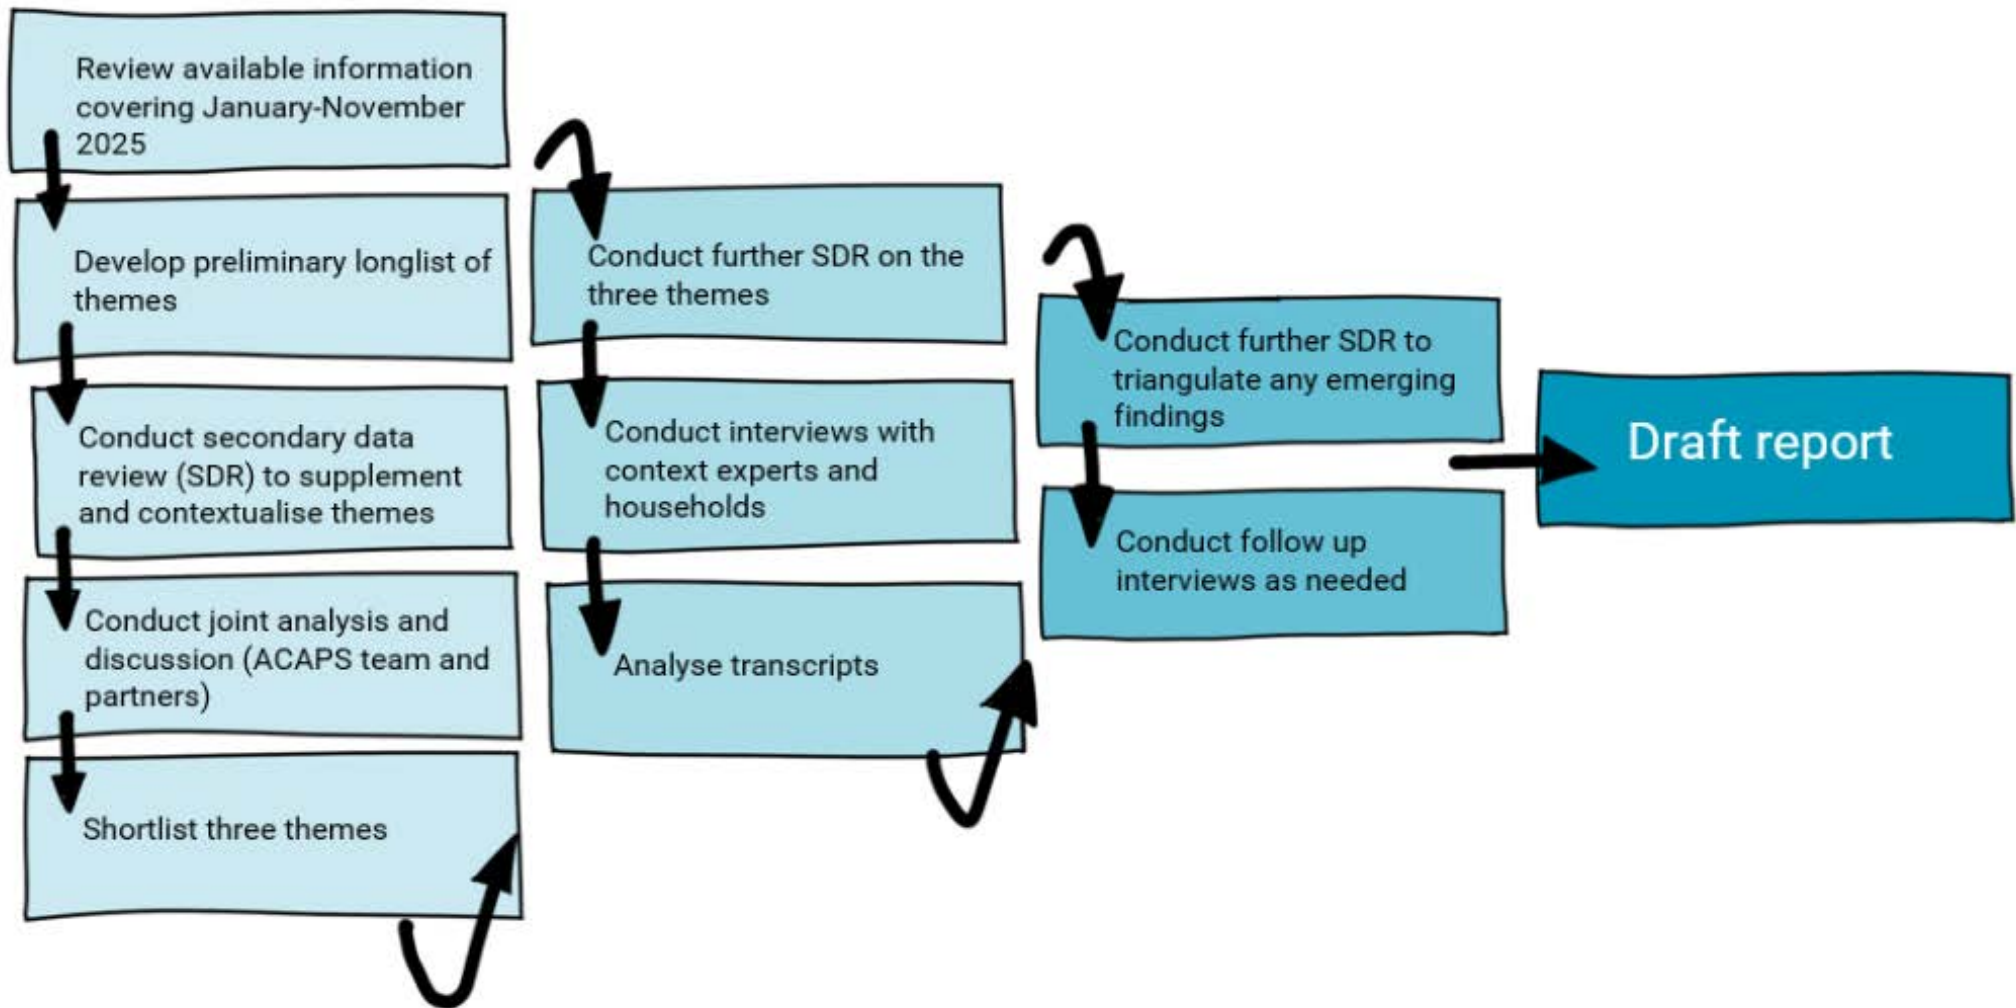 Review available information
covering January-November
2025
Develop preliminary longlist of
themes
Conduct secondary data
review (SDR) to supplement
and contextualise themes
Conduct joint analysis and
discussion (ACAPS team and
partners)
Shortlist three themes
Conduct further SDR on the
three themes
Conduct interviews with
context experts and
households
Analyse transcripts
Conduct further SDR to
triangulate any emerging
findings
Conduct follow up
interviews as needed
Draft report